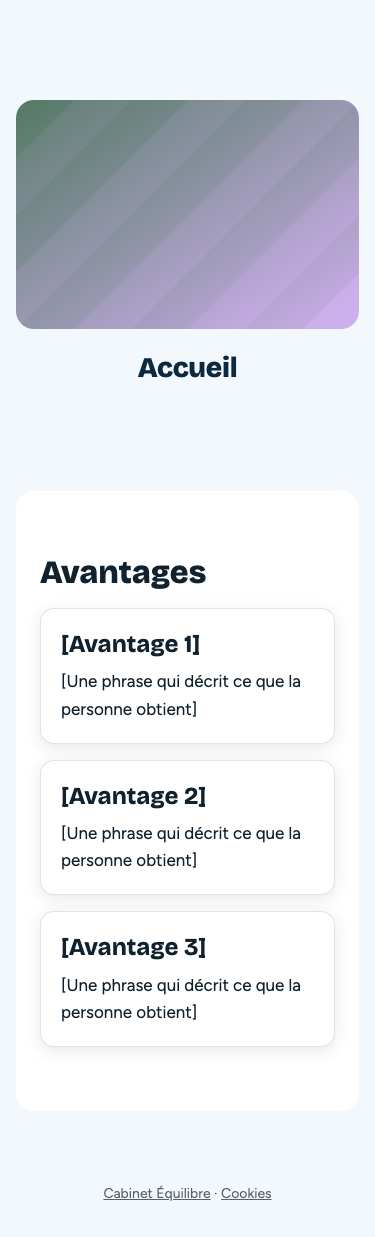 Accueil
Avantages
[Avantage 1]
[Une phrase qui décrit ce que la
personne obtient]
[Avantage 2]
[Une phrase qui décrit ce que la
personne obtient]
[Avantage 3]
[Une phrase qui décrit ce que la
personne obtient]
Cabinet Équilibre · Cookies